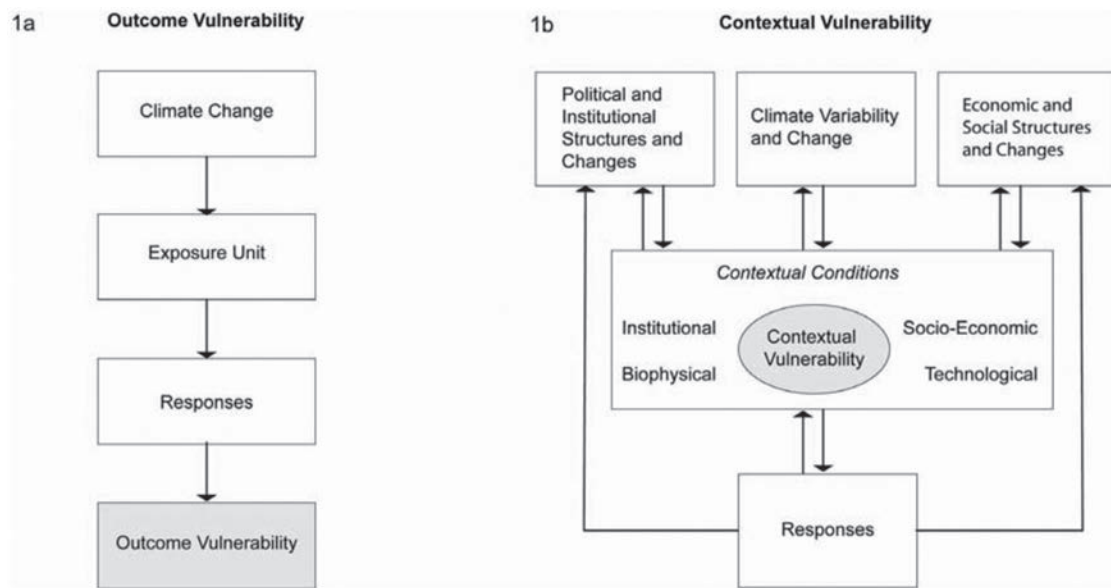 1a
Outcome Vulnerability
Climate Change
Exposure Unit
Responses
Outcome Vulnerability
1b
Contextual Vulnerability
Political and
Institutional
Structures and
Changes
Climate Variability
and Change
Economic and
Social Structures
and Changes
Contextual Conditions
Institutional
Biophysical
Contextual
Vulnerability
Socio-Economic
Technological
Responses